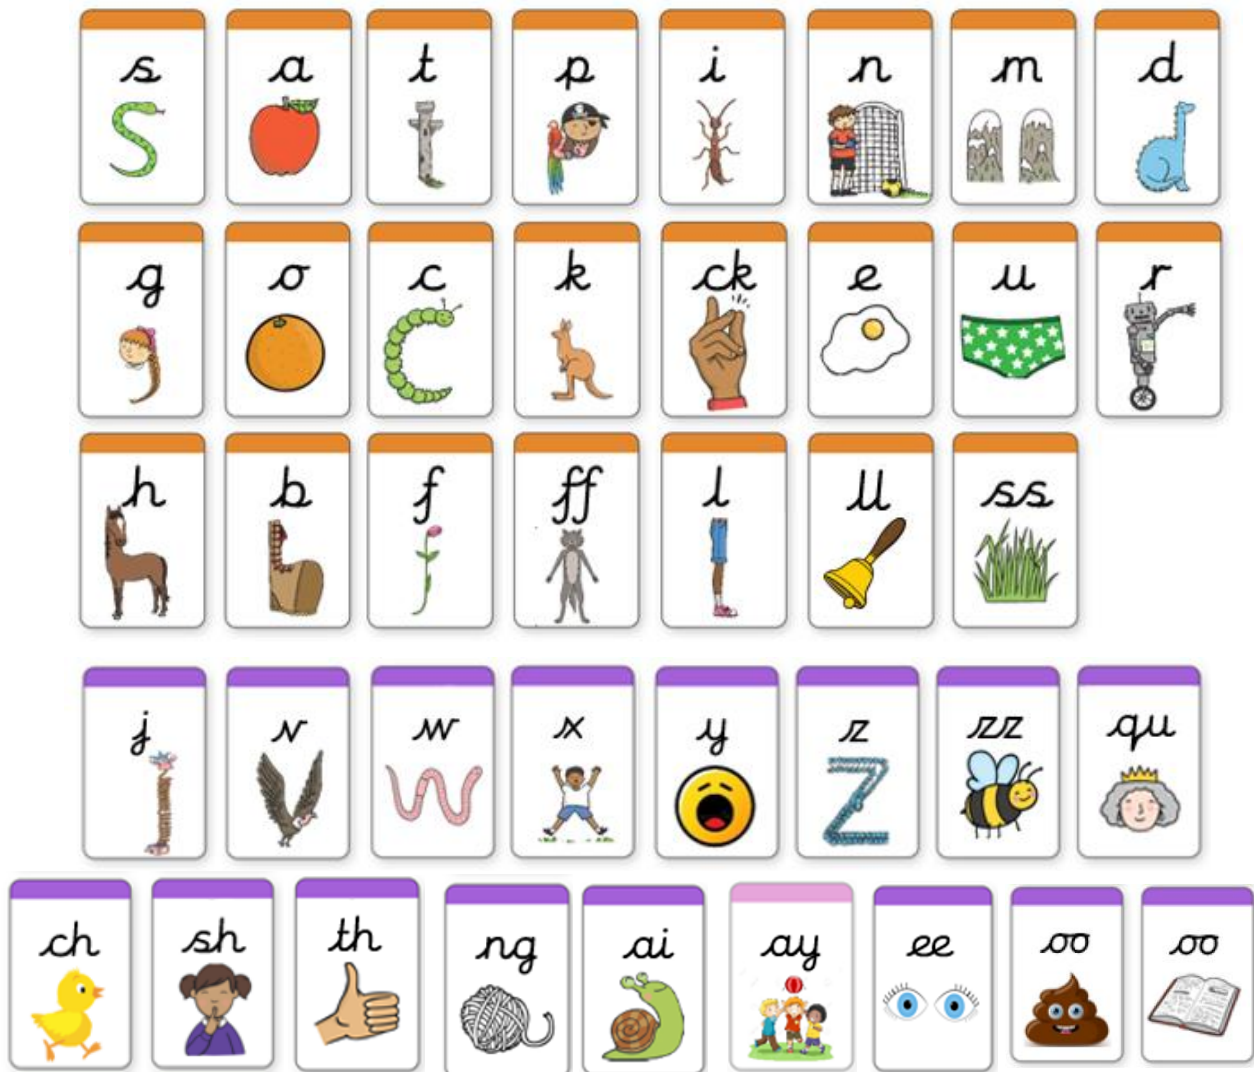 s a t p i n m d
g o c k ck e u r
h b f ff l ll ss
j v w x y z zz qu
ch sh th ng ai ay ee oo oo